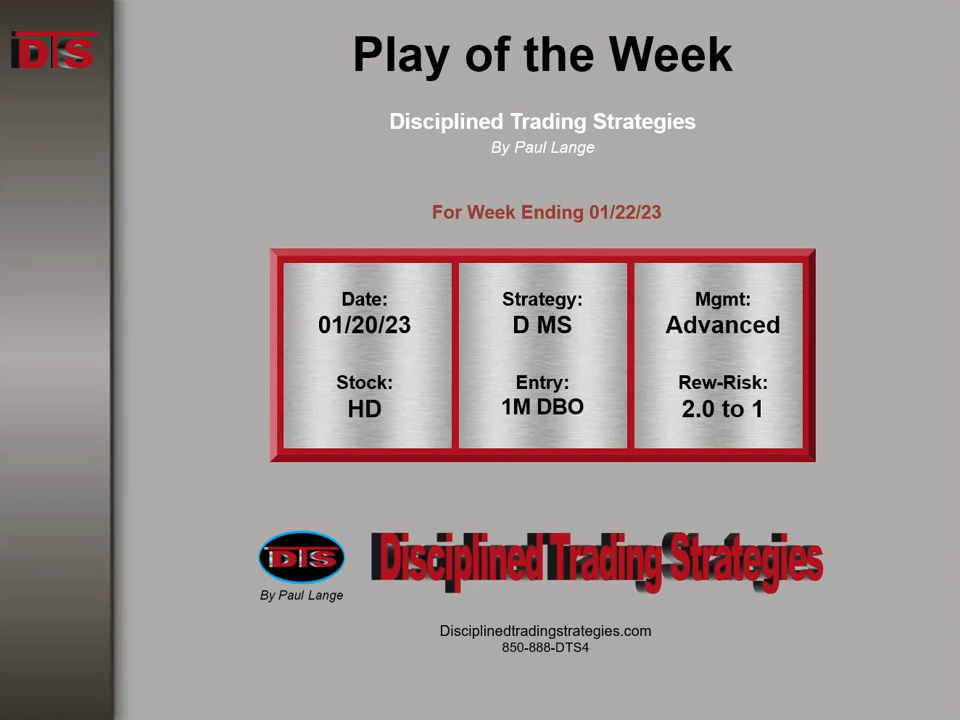 iDTS
Play of the Week
Disciplined Trading Strategies
By Paul Lange
For Week Ending 01/22/23
Date:
01/20/23
Stock:
HD
Strategy:
D MS
Entry:
1M DBO
Mgmt:
Advanced
Rew-Risk:
2.0 to 1
DTS
By Paul Lange
Disciplined Trading Strategies
Disciplinedtradingstrategies.com
850-888-DTS4